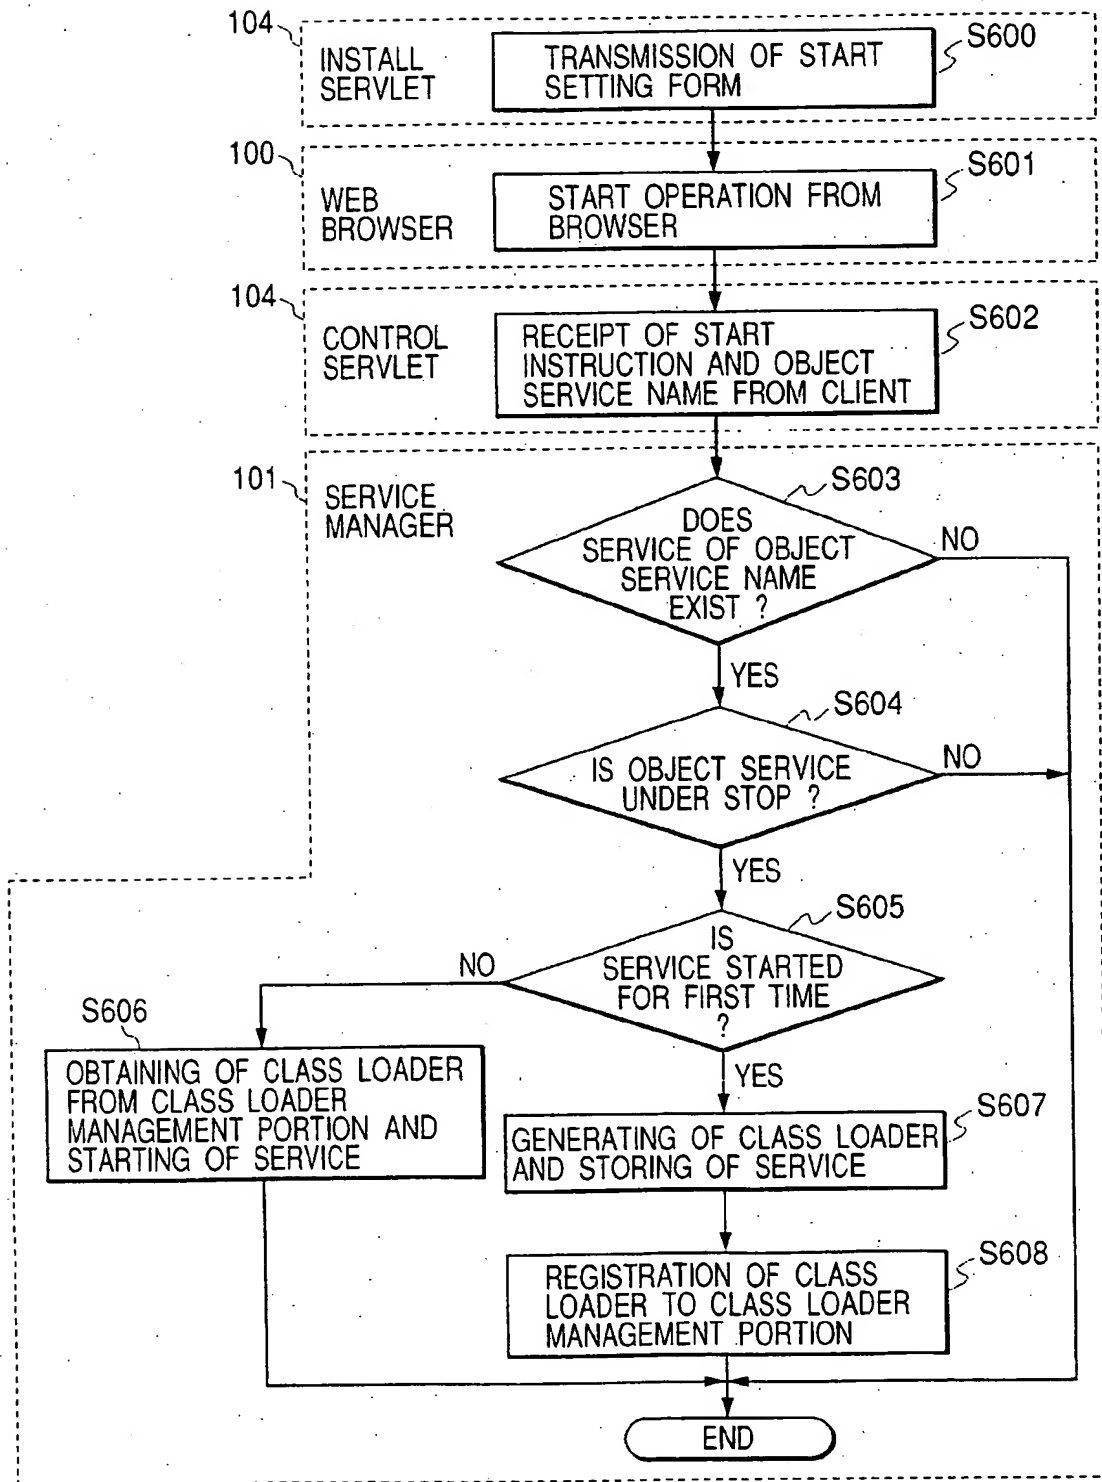 104
INSTALL
SERVLET
TRANSMISSION OF START
SETTING FORM
S600
100
WEB
BROWSER
START OPERATION FROM
BROWSER
S601
104
CONTROL
SERVLET
RECEIPT OF START
INSTRUCTION AND OBJECT
SERVICE NAME FROM CLIENT
S602
101
SERVICE
MANAGER
S603
DOES
SERVICE OF OBJECT
SERVICE NAME
EXIST ?
NO
YES
S604
IS OBJECT SERVICE
UNDER STOP ?
NO
YES
S605
IS
SERVICE STARTED
FOR FIRST TIME
?
NO
YES
S606
OBTAINING OF CLASS LOADER
FROM CLASS LOADER
MANAGEMENT PORTION AND
STARTING OF SERVICE
S607
GENERATING OF CLASS LOADER
AND STORING OF SERVICE
S608
REGISTRATION OF CLASS
LOADER TO CLASS LOADER
MANAGEMENT PORTION
END